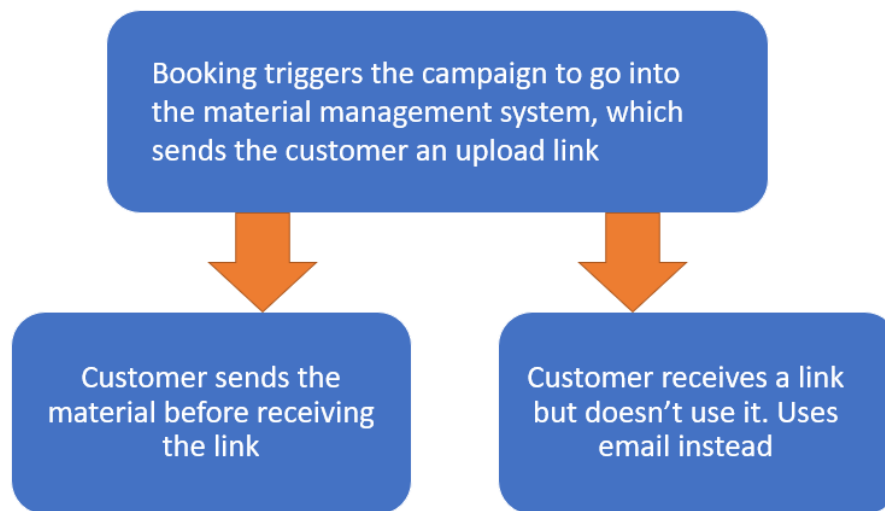 Booking triggers the campaign to go into
the material management system, which
sends the customer an upload link
Customer sends the
material before receiving
the link
Customer receives a link
but doesn’t use it. Uses
email instead